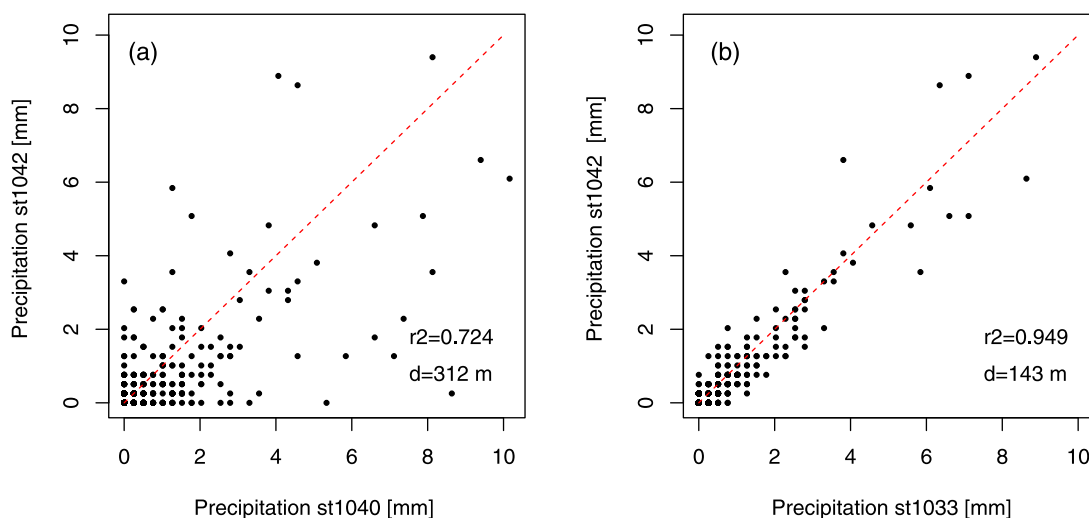 (a)
Precipitation st1042 [mm]
10
8
6
4
2
0
r2=0.724
d=312 m
0 2 4 6 8 10
Precipitation st1040 [mm]
(b)
Precipitation st1042 [mm]
10
8
6
4
2
0
r2=0.949
d=143 m
0 2 4 6 8 10
Precipitation st1033 [mm]